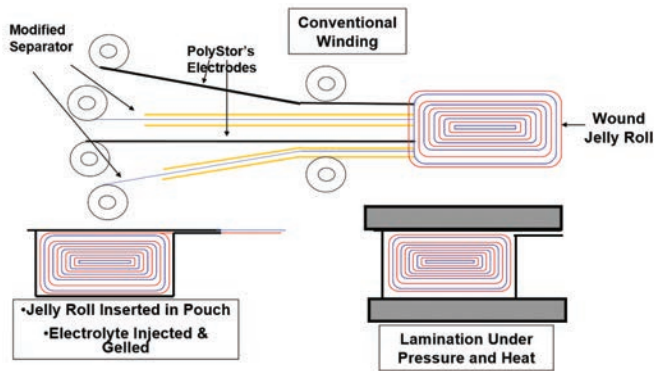 Modified
Separator
PolyStor's
Electrodes
Conventional
Winding
Wound
Jelly Roll
•Jelly Roll Inserted in Pouch
•Electrolyte Injected &
Gelled
Lamination Under
Pressure and Heat